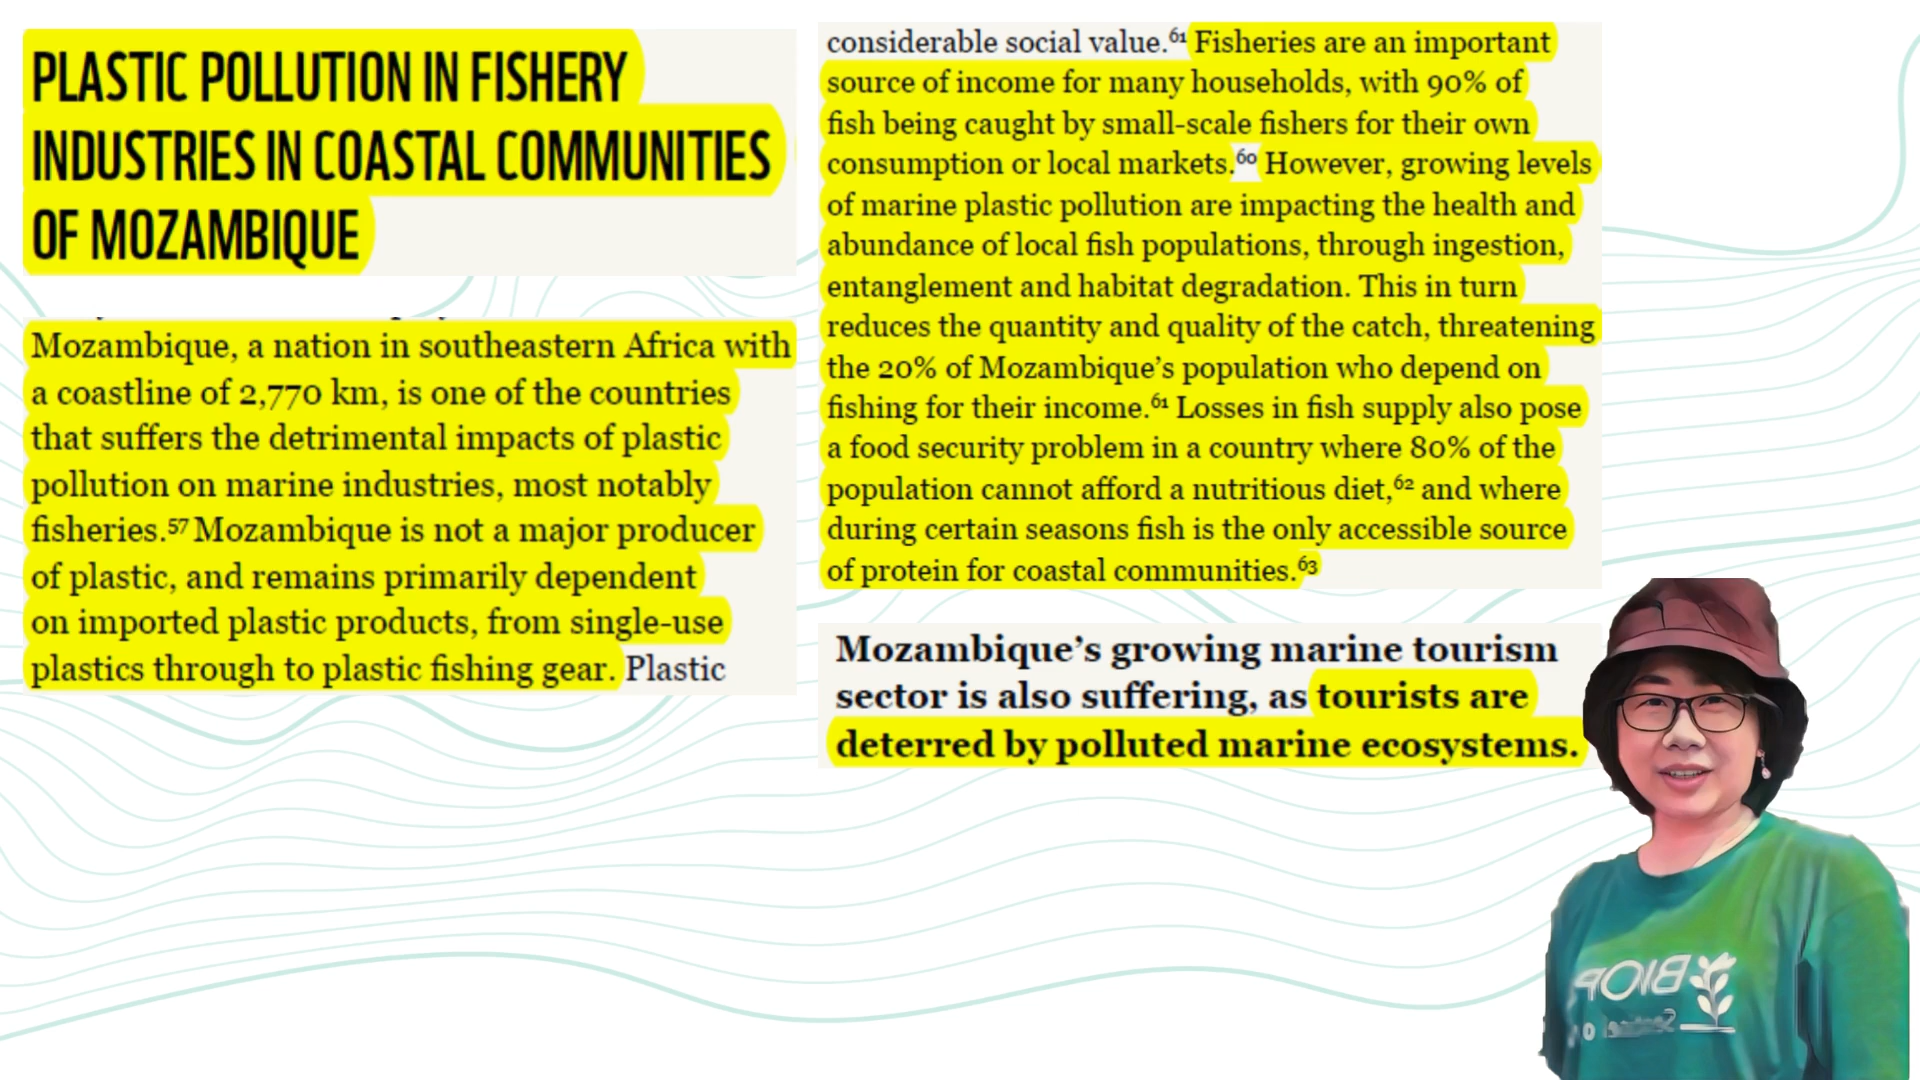 PLASTIC POLLUTION IN FISHERY
INDUSTRIES IN COASTAL COMMUNITIES
OF MOZAMBIQUE
Mozambique, a nation in southeastern Africa with
a coastline of 2,770 km, is one of the countries
that suffers the detrimental impacts of plastic
pollution on marine industries, most notably
fisheries.⁵⁷ Mozambique is not a major producer
of plastic, and remains primarily dependent
on imported plastic products, from single-use
plastics through to plastic fishing gear. Plastic
considerable social value.⁶¹ Fisheries are an important
source of income for many households, with 90% of
fish being caught by small-scale fishers for their own
consumption or local markets.⁶⁰ However, growing levels
of marine plastic pollution are impacting the health and
abundance of local fish populations, through ingestion,
entanglement and habitat degradation. This in turn
reduces the quantity and quality of the catch, threatening
the 20% of Mozambique’s population who depend on
fishing for their income.⁶¹ Losses in fish supply also pose
a food security problem in a country where 80% of the
population cannot afford a nutritious diet,⁶² and where
during certain seasons fish is the only accessible source
of protein for coastal communities.⁶³
Mozambique’s growing marine tourism
sector is also suffering, as tourists are
deterred by polluted marine ecosystems.
BIOP